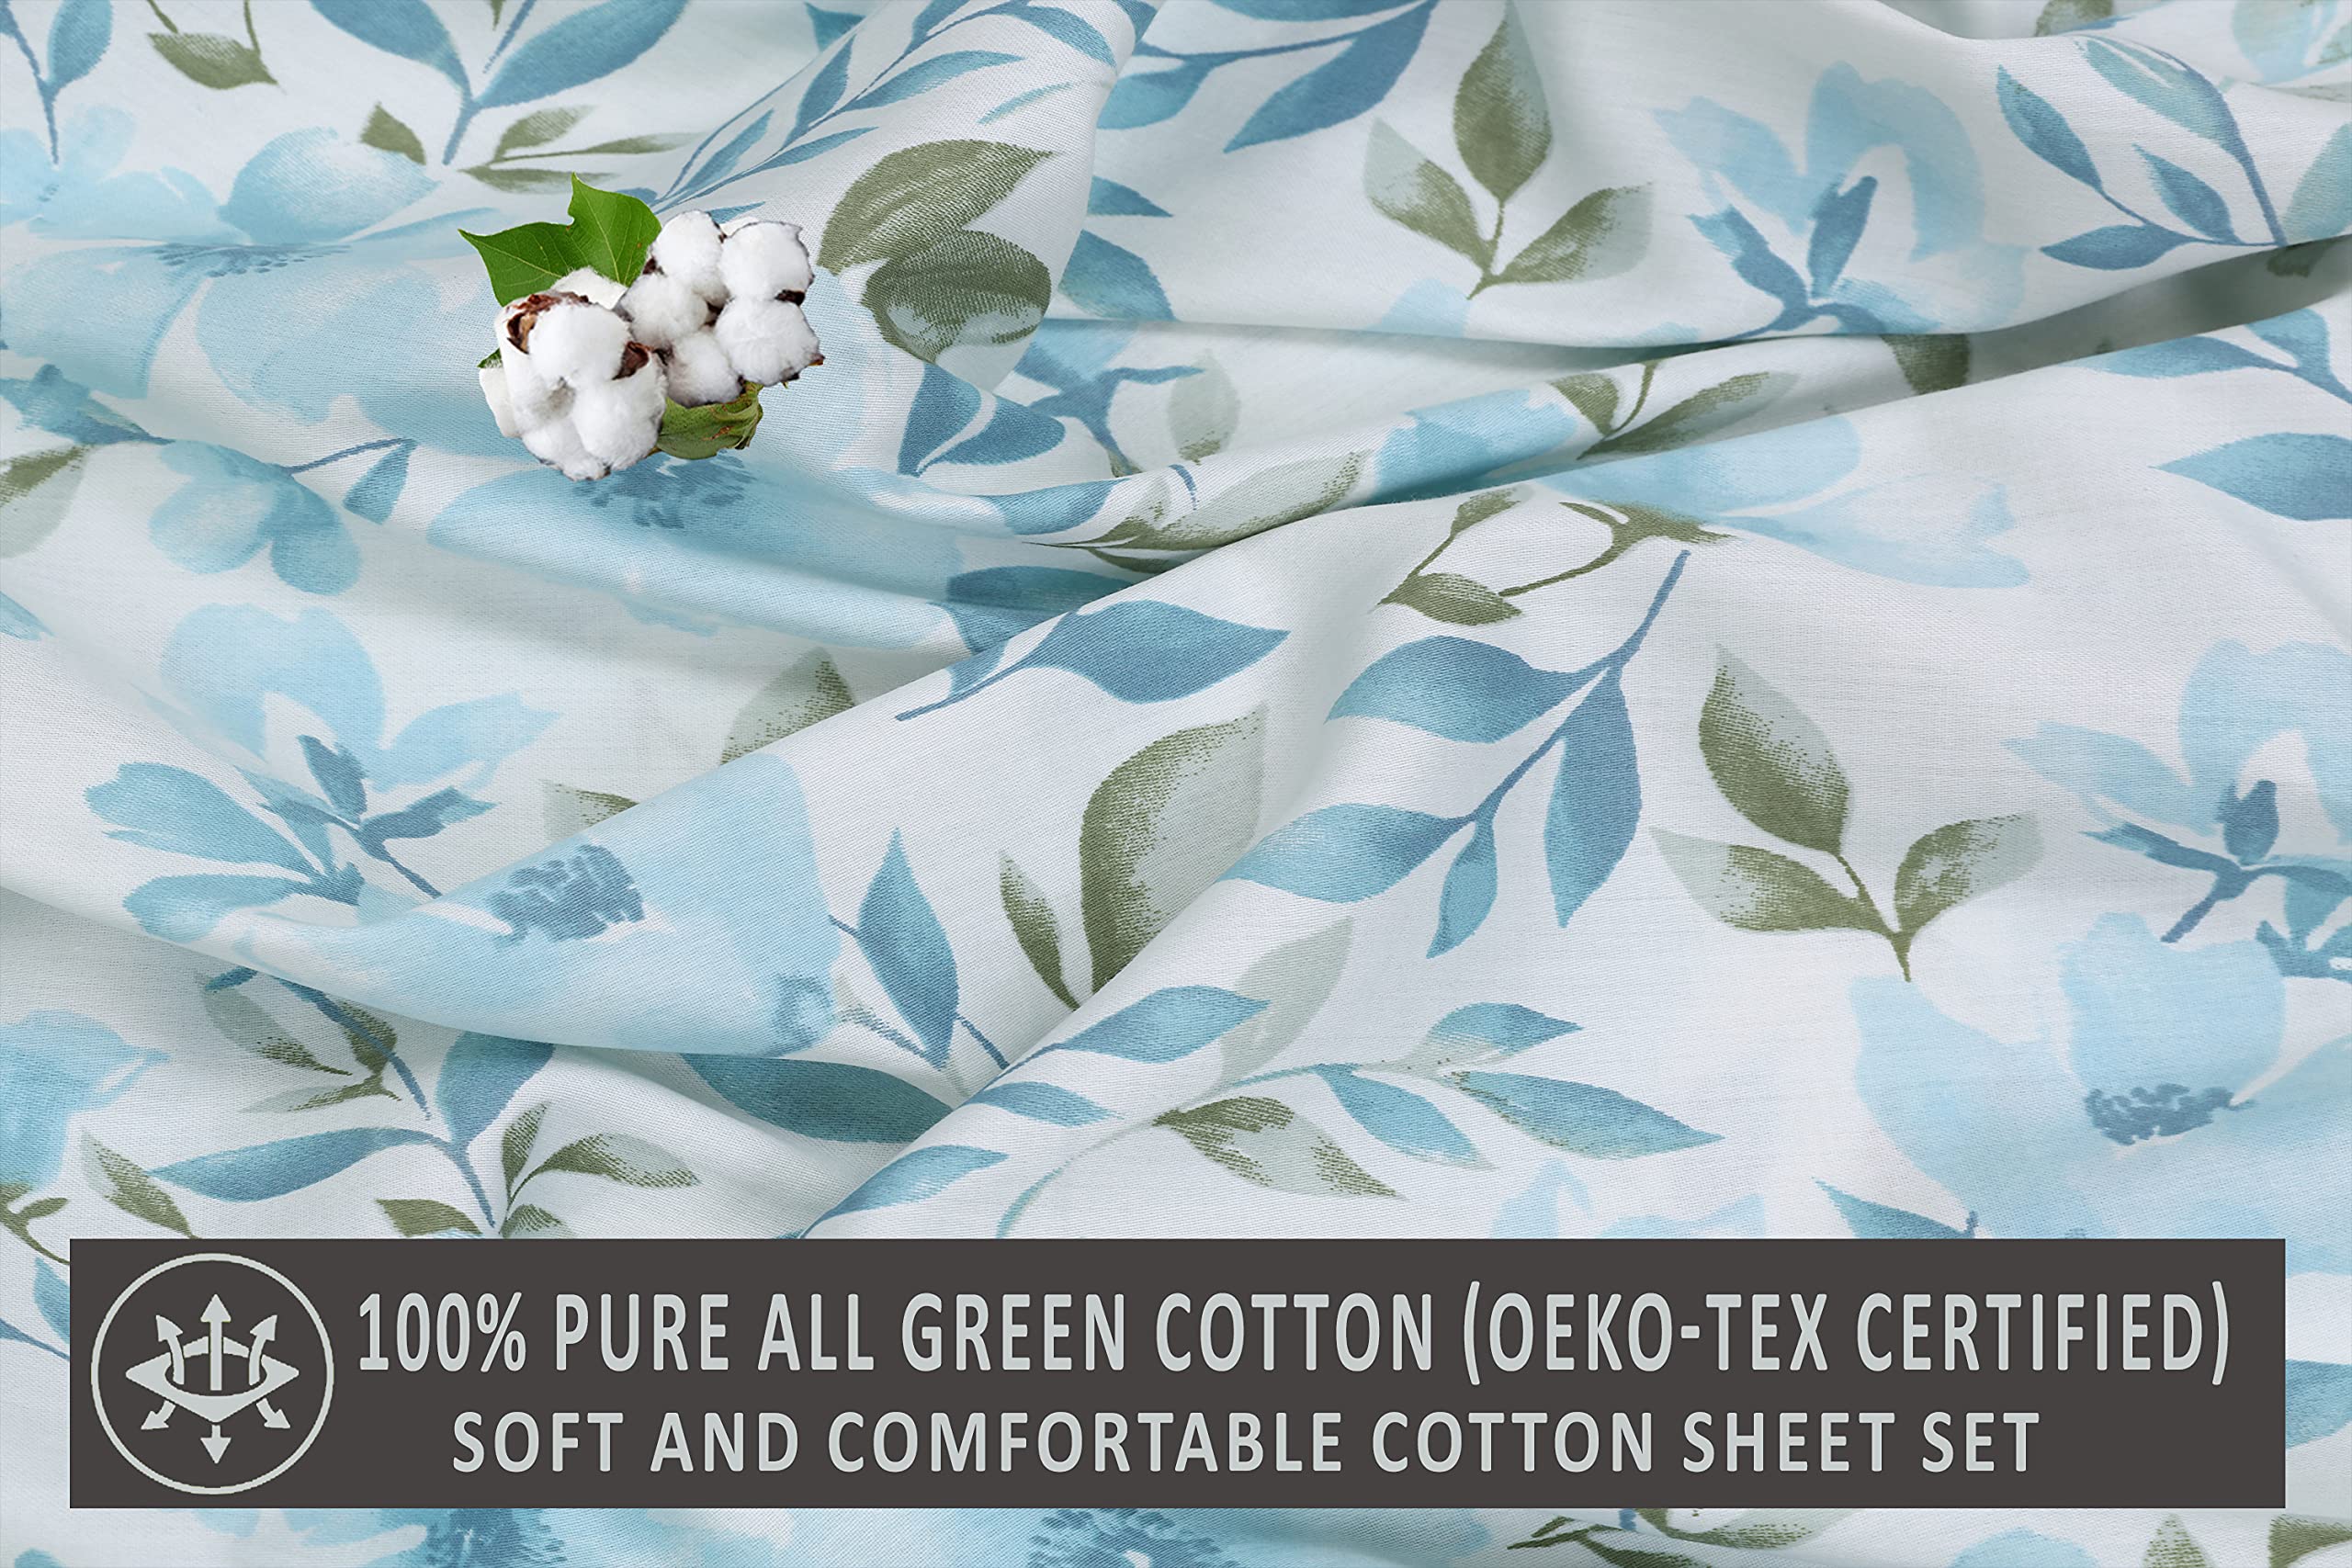 100% PURE ALL GREEN COTTON (OEKO-TEX CERTIFIED)
SOFT AND COMFORTABLE COTTON SHEET SET